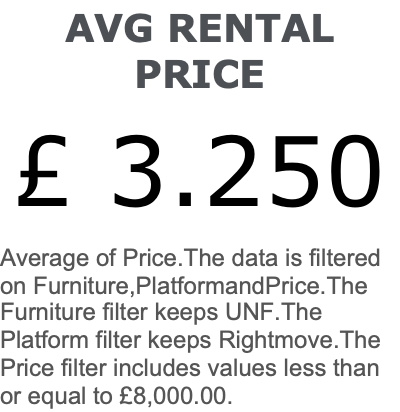 AVG RENTAL
PRICE
£ 3.250
Average of Price.The data is filtered
on Furniture,PlatformandPrice.The
Furniture filter keeps UNF.The
Platform filter keeps Rightmove.The
Price filter includes values less than
or equal to £8,000.00.